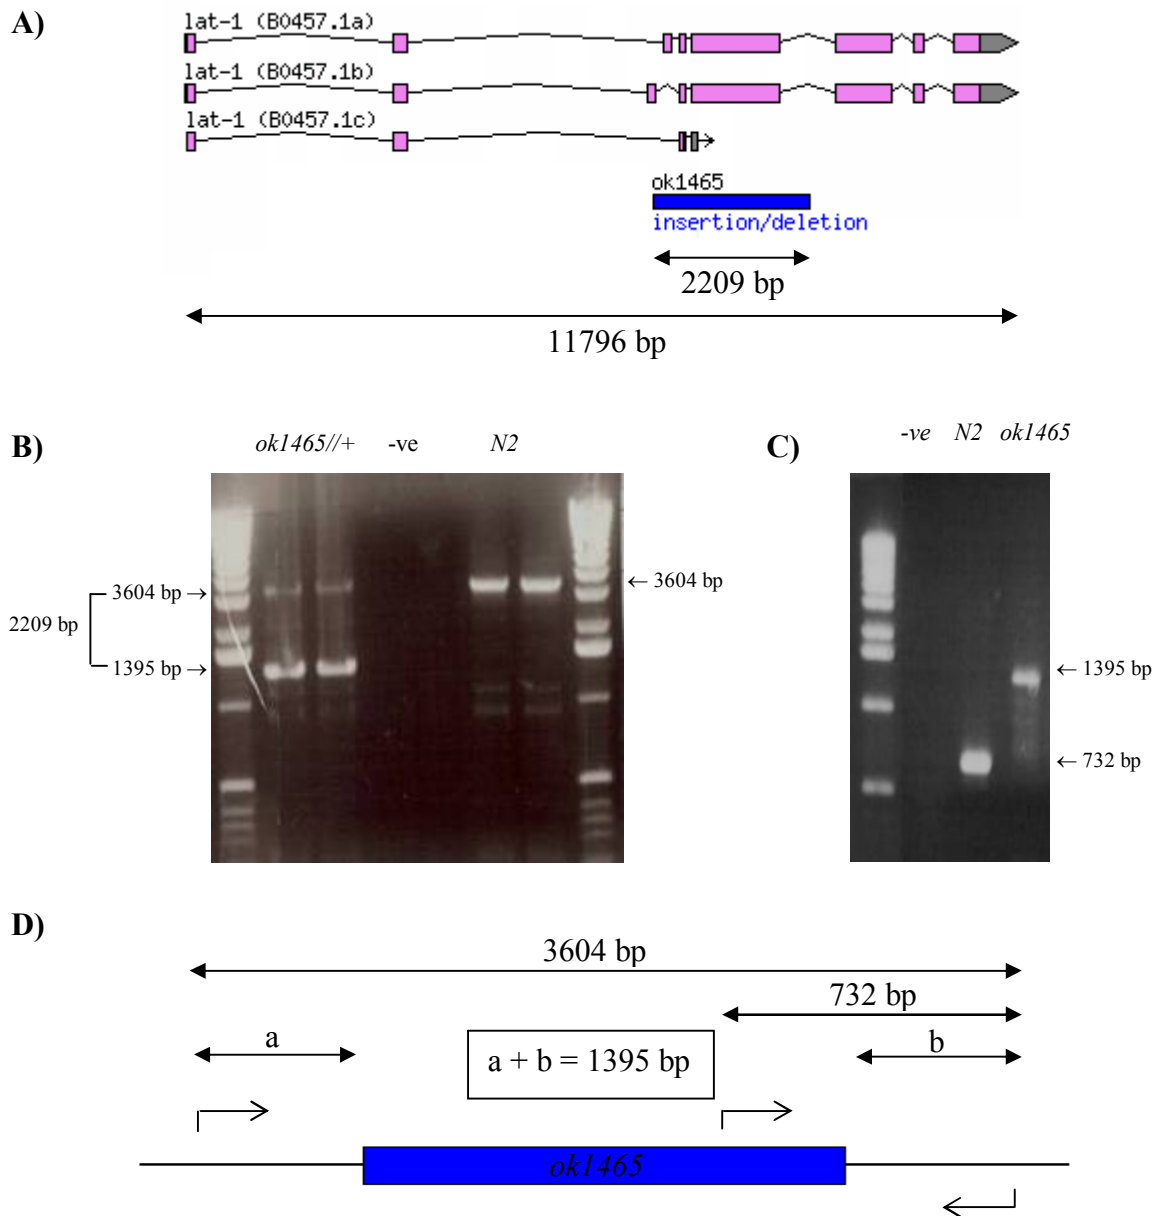 A)
lat-1 (B0457.1a)
lat-1 (B0457.1b)
lat-1 (B0457.1c)
ok1465
insertion/deletion
2209 bp
11796 bp
B)
ok1465//+ -ve N2
3604 bp →
2209 bp
1395 bp →
← 3604 bp
C)
-ve N2 ok1465
← 1395 bp
← 732 bp
D)
3604 bp
732 bp
a
b
a + b = 1395 bp
ok1465